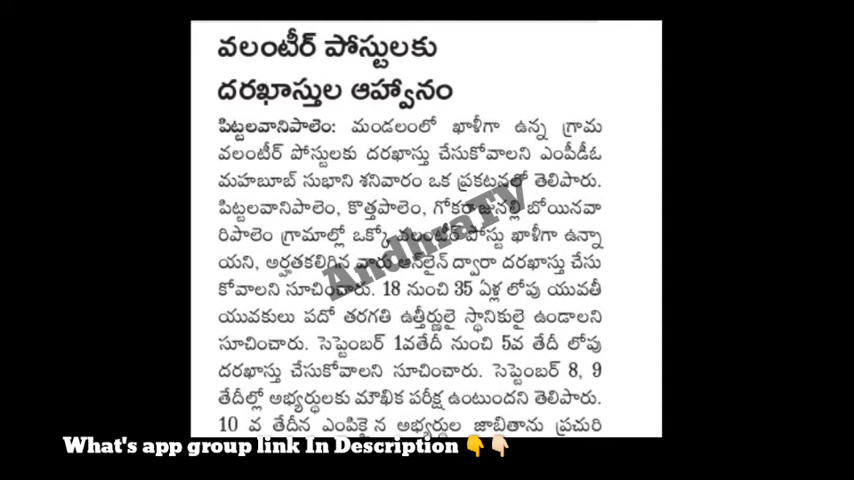 వలంటీర్ పోస్టులకు
దరఖాస్తుల ఆహ్వానం
పిట్టలవానిపాలెం: మండలంలో ఖాళీగా ఉన్న గ్రామ
వలంటీర్ పోస్టులకు దరఖాస్తు చేసుకోవాలని ఎంపీడీఓ
మహబూబ్ సుభాని శనివారం ఒక ప్రకటనలో తెలిపారు.
పిట్టలవానిపాలెం, కొత్తపాలెం, గోకరాజునల్లి బోయినవా
రిపాలెం గ్రామాల్లో ఒక్కో వలంటీర్ పోస్టు ఖాళీగా ఉన్నా
యని, అర్హతకలిగిన వారు ఆన్‌లైన్ ద్వారా దరఖాస్తు చేసు
కోవాలని సూచించారు. 18 నుంచి 35 ఏళ్ల లోపు యువతీ
యువకులు పదో తరగతి ఉత్తీర్ణులై స్థానికులై ఉండాలని
సూచించారు. సెప్టెంబర్ 1వతేదీ నుంచి 5వ తేదీ లోపు
దరఖాస్తు చేసుకోవాలని సూచించారు. సెప్టెంబర్ 8, 9
తేదీల్లో అభ్యర్థులకు మౌఖిక పరీక్ష ఉంటుందని తెలిపారు.
10 వ తేదీన ఎంపికైన అభ్యర్థుల జాబితాను ప్రచురి
AndhraTv
What's app group link In Description 👇👇🏻